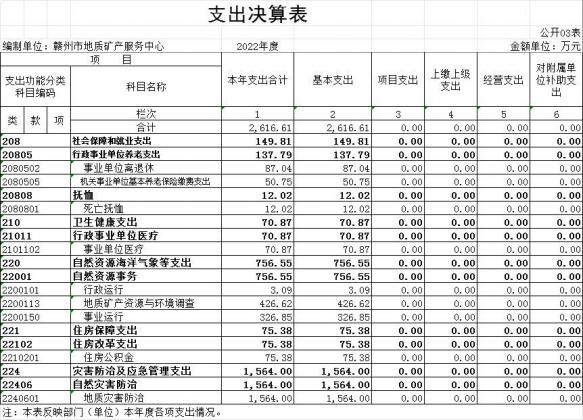 支出决算表
公开03表
编制单位：赣州市地质矿产服务中心 2022年度 金额单位：万元
项 目 本年支出合计 基本支出 项目支出 上缴上级支出 经营支出 对附属单位补助支出
支出功能分类科目编码 科目名称
类 款 项 栏次 1 2 3 4 5 6
合计 2,616.61 2,616.61 0.00 0.00 0.00 0.00
208 社会保障和就业支出 149.81 149.81 0.00 0.00 0.00 0.00
20805 行政事业单位养老支出 137.79 137.79 0.00 0.00 0.00 0.00
2080502 事业单位离退休 87.04 87.04 0.00 0.00 0.00 0.00
2080505 机关事业单位基本养老保险缴费支出 50.75 50.75 0.00 0.00 0.00 0.00
20808 抚恤 12.02 12.02 0.00 0.00 0.00 0.00
2080801 死亡抚恤 12.02 12.02 0.00 0.00 0.00 0.00
210 卫生健康支出 70.87 70.87 0.00 0.00 0.00 0.00
21011 行政事业单位医疗 70.87 70.87 0.00 0.00 0.00 0.00
2101102 事业单位医疗 70.87 70.87 0.00 0.00 0.00 0.00
220 自然资源海洋气象等支出 756.55 756.55 0.00 0.00 0.00 0.00
22001 自然资源事务 756.55 756.55 0.00 0.00 0.00 0.00
2200101 行政运行 3.09 3.09 0.00 0.00 0.00 0.00
2200113 地质矿产资源与环境调查 426.62 426.62 0.00 0.00 0.00 0.00
2200150 事业运行 326.85 326.85 0.00 0.00 0.00 0.00
221 住房保障支出 75.38 75.38 0.00 0.00 0.00 0.00
22102 住房改革支出 75.38 75.38 0.00 0.00 0.00 0.00
2210201 住房公积金 75.38 75.38 0.00 0.00 0.00 0.00
224 灾害防治及应急管理支出 1,564.00 1,564.00 0.00 0.00 0.00 0.00
22406 自然灾害防治 1,564.00 1,564.00 0.00 0.00 0.00 0.00
2240601 地质灾害防治 1,564.00 1,564.00 0.00 0.00 0.00 0.00
注：本表反映部门（单位）本年度各项支出情况。